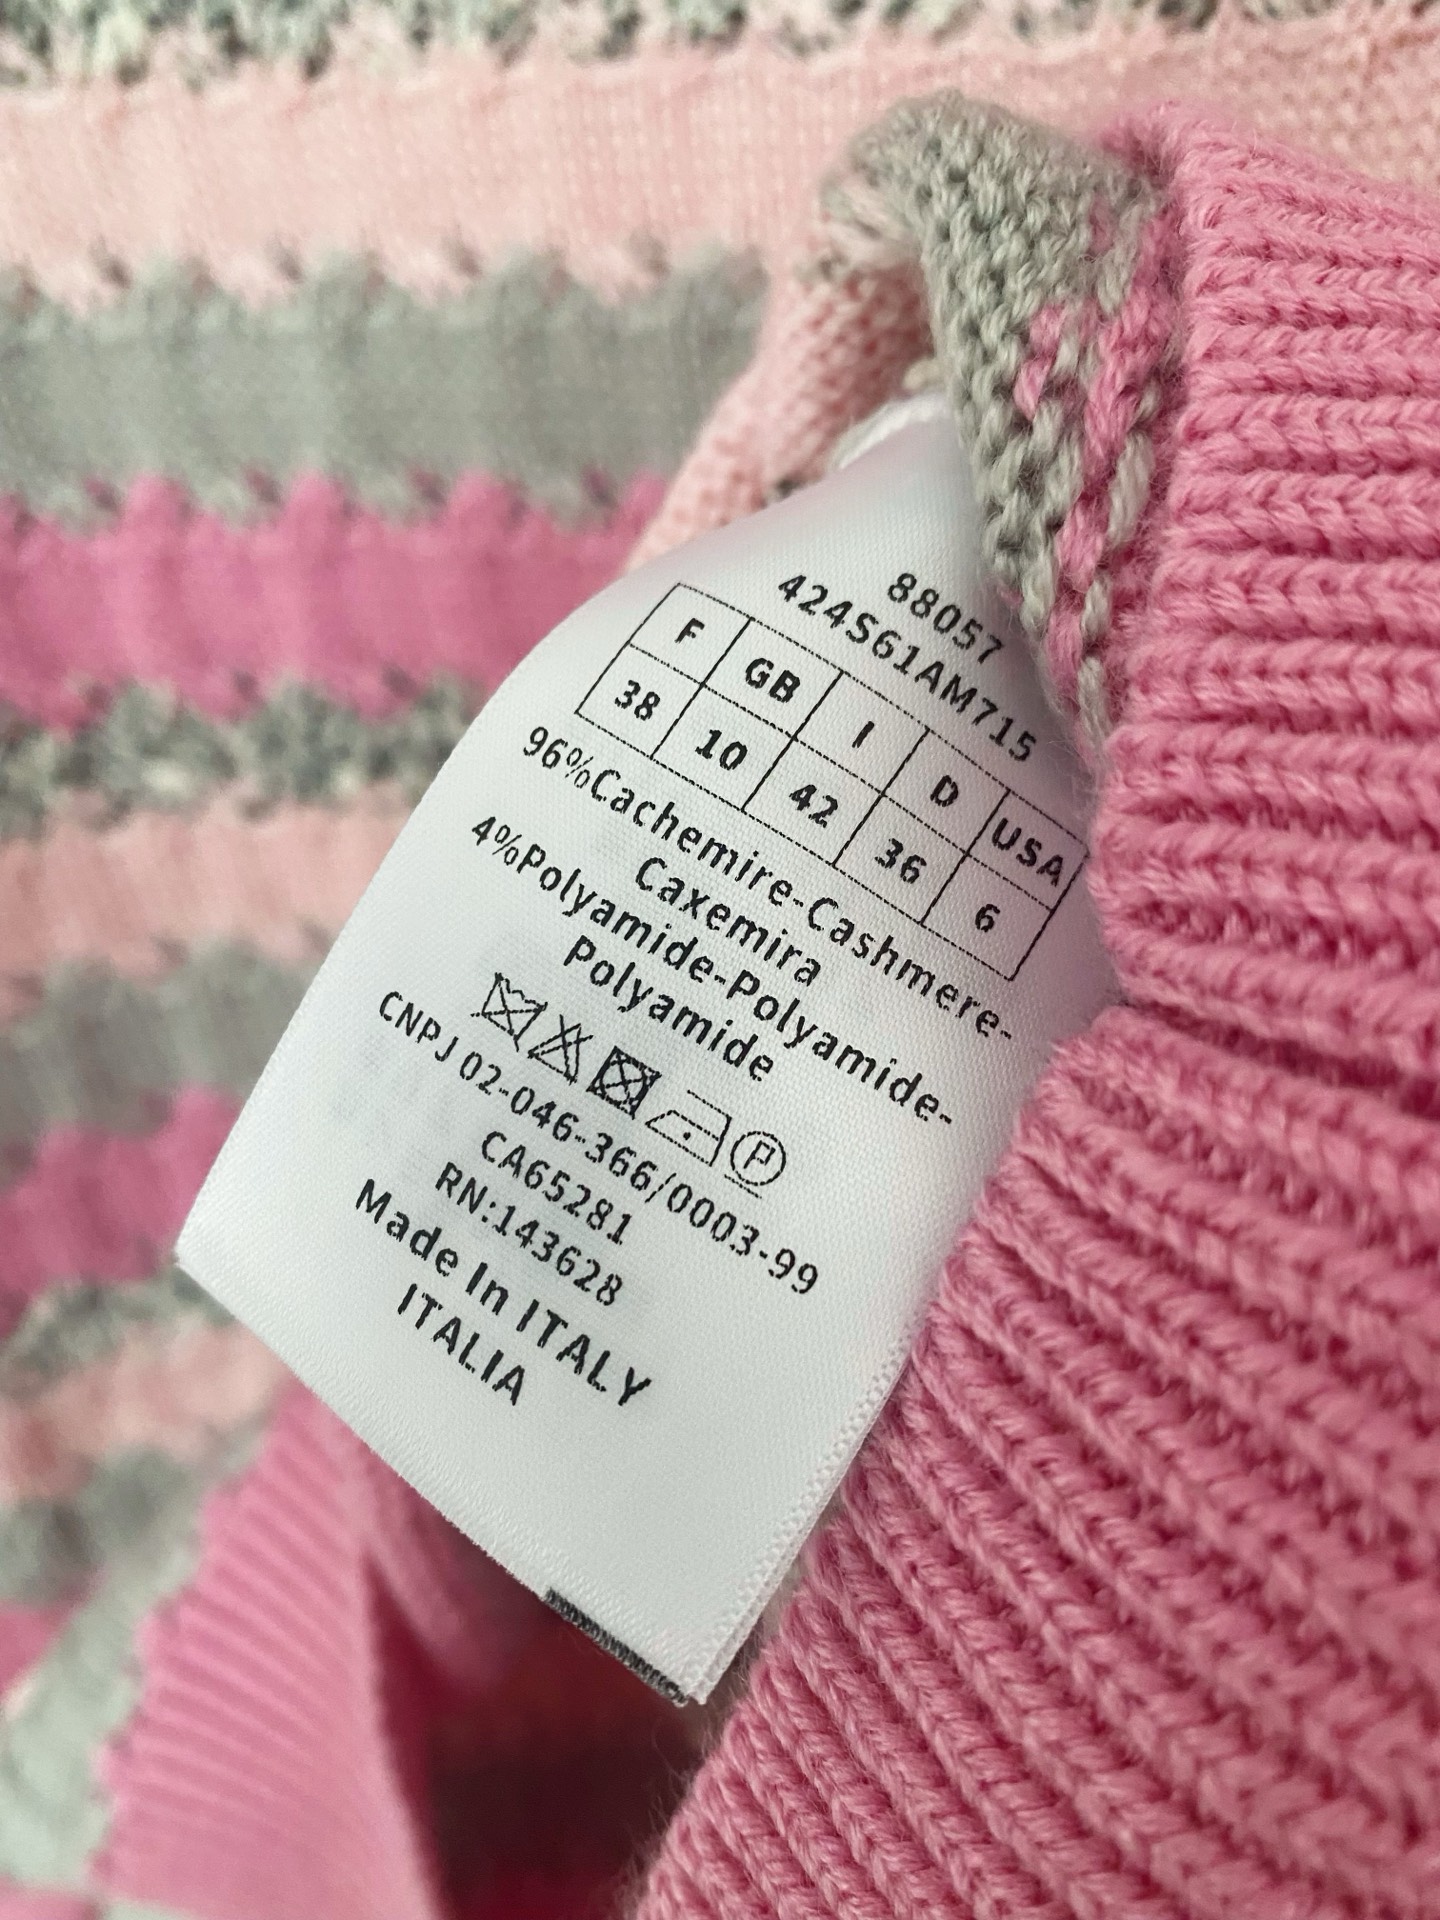 88057
424S61AM715
F GB I D USA
38 10 42 36 6
96%Cachemire-Cashmere-
Caxemira
4%Polyamide-Polyamide-
Polyamide
P
CNPJ 02-046-366/0003-99
CA65281
RN:143628
Made In ITALY
ITALIA